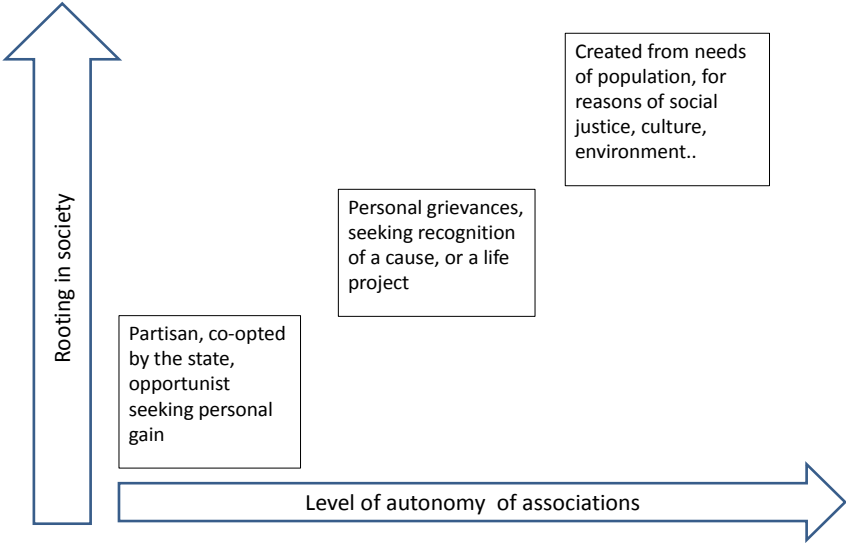 Created from needs
of population, for
reasons of social
justice, culture,
environment..
Personal grievances,
seeking recognition
of a cause, or a life
project
Rooting in society
Partisan, co-opted
by the state,
opportunist
seeking personal
gain
Level of autonomy  of associations